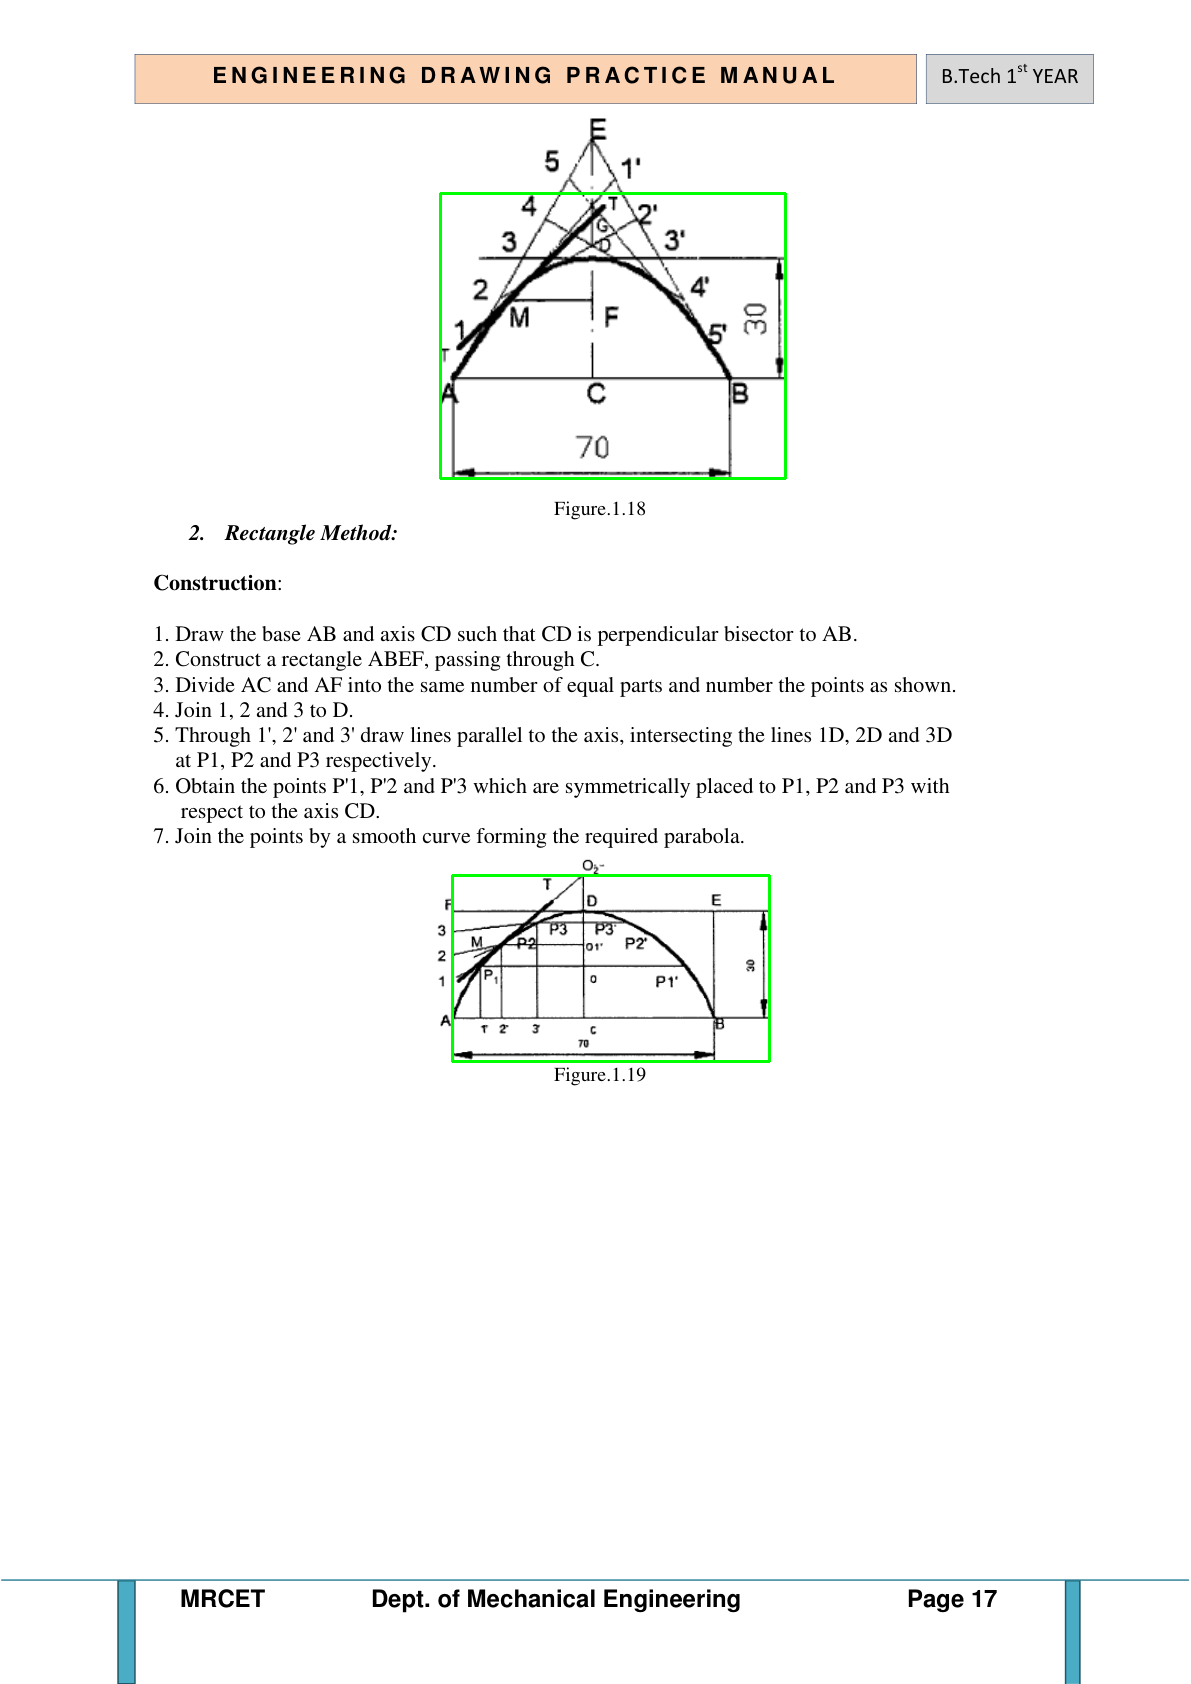 ENGINEERING DRAWING PRACTICE MANUAL
B.Tech 1st YEAR
E
5
1'
4
T
2'
G
3
D
3'
2
4'
M
F
30
1
5'
T
A
C
B
70
Figure.1.18
2. Rectangle Method:
Construction:
1. Draw the base AB and axis CD such that CD is perpendicular bisector to AB.
2. Construct a rectangle ABEF, passing through C.
3. Divide AC and AF into the same number of equal parts and number the points as shown.
4. Join 1, 2 and 3 to D.
5. Through 1', 2' and 3' draw lines parallel to the axis, intersecting the lines 1D, 2D and 3D
at P1, P2 and P3 respectively.
6. Obtain the points P'1, P'2 and P'3 which are symmetrically placed to P1, P2 and P3 with
respect to the axis CD.
7. Join the points by a smooth curve forming the required parabola.
O2
T
F
D
E
3
P3
P3'
M
P2
O1'
P2'
2
30
1
P1
O
P1'
A
1'
2'
3'
C
B
70
Figure.1.19
MRCET Dept. of Mechanical Engineering Page 17